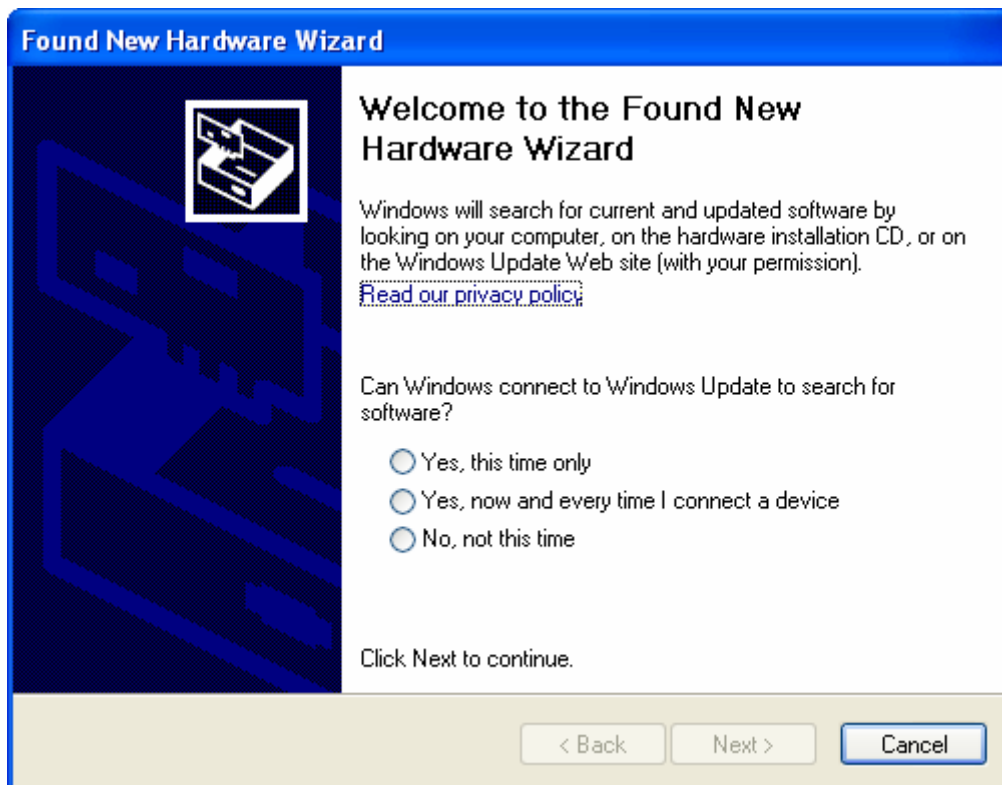 Found New Hardware Wizard
Welcome to the Found New
Hardware Wizard
Windows will search for current and updated software by
looking on your computer, on the hardware installation CD, or on
the Windows Update Web site (with your permission).
Read our privacy policy
Can Windows connect to Windows Update to search for
software?
Yes, this time only
Yes, now and every time I connect a device
No, not this time
Click Next to continue.
< Back
Next >
Cancel